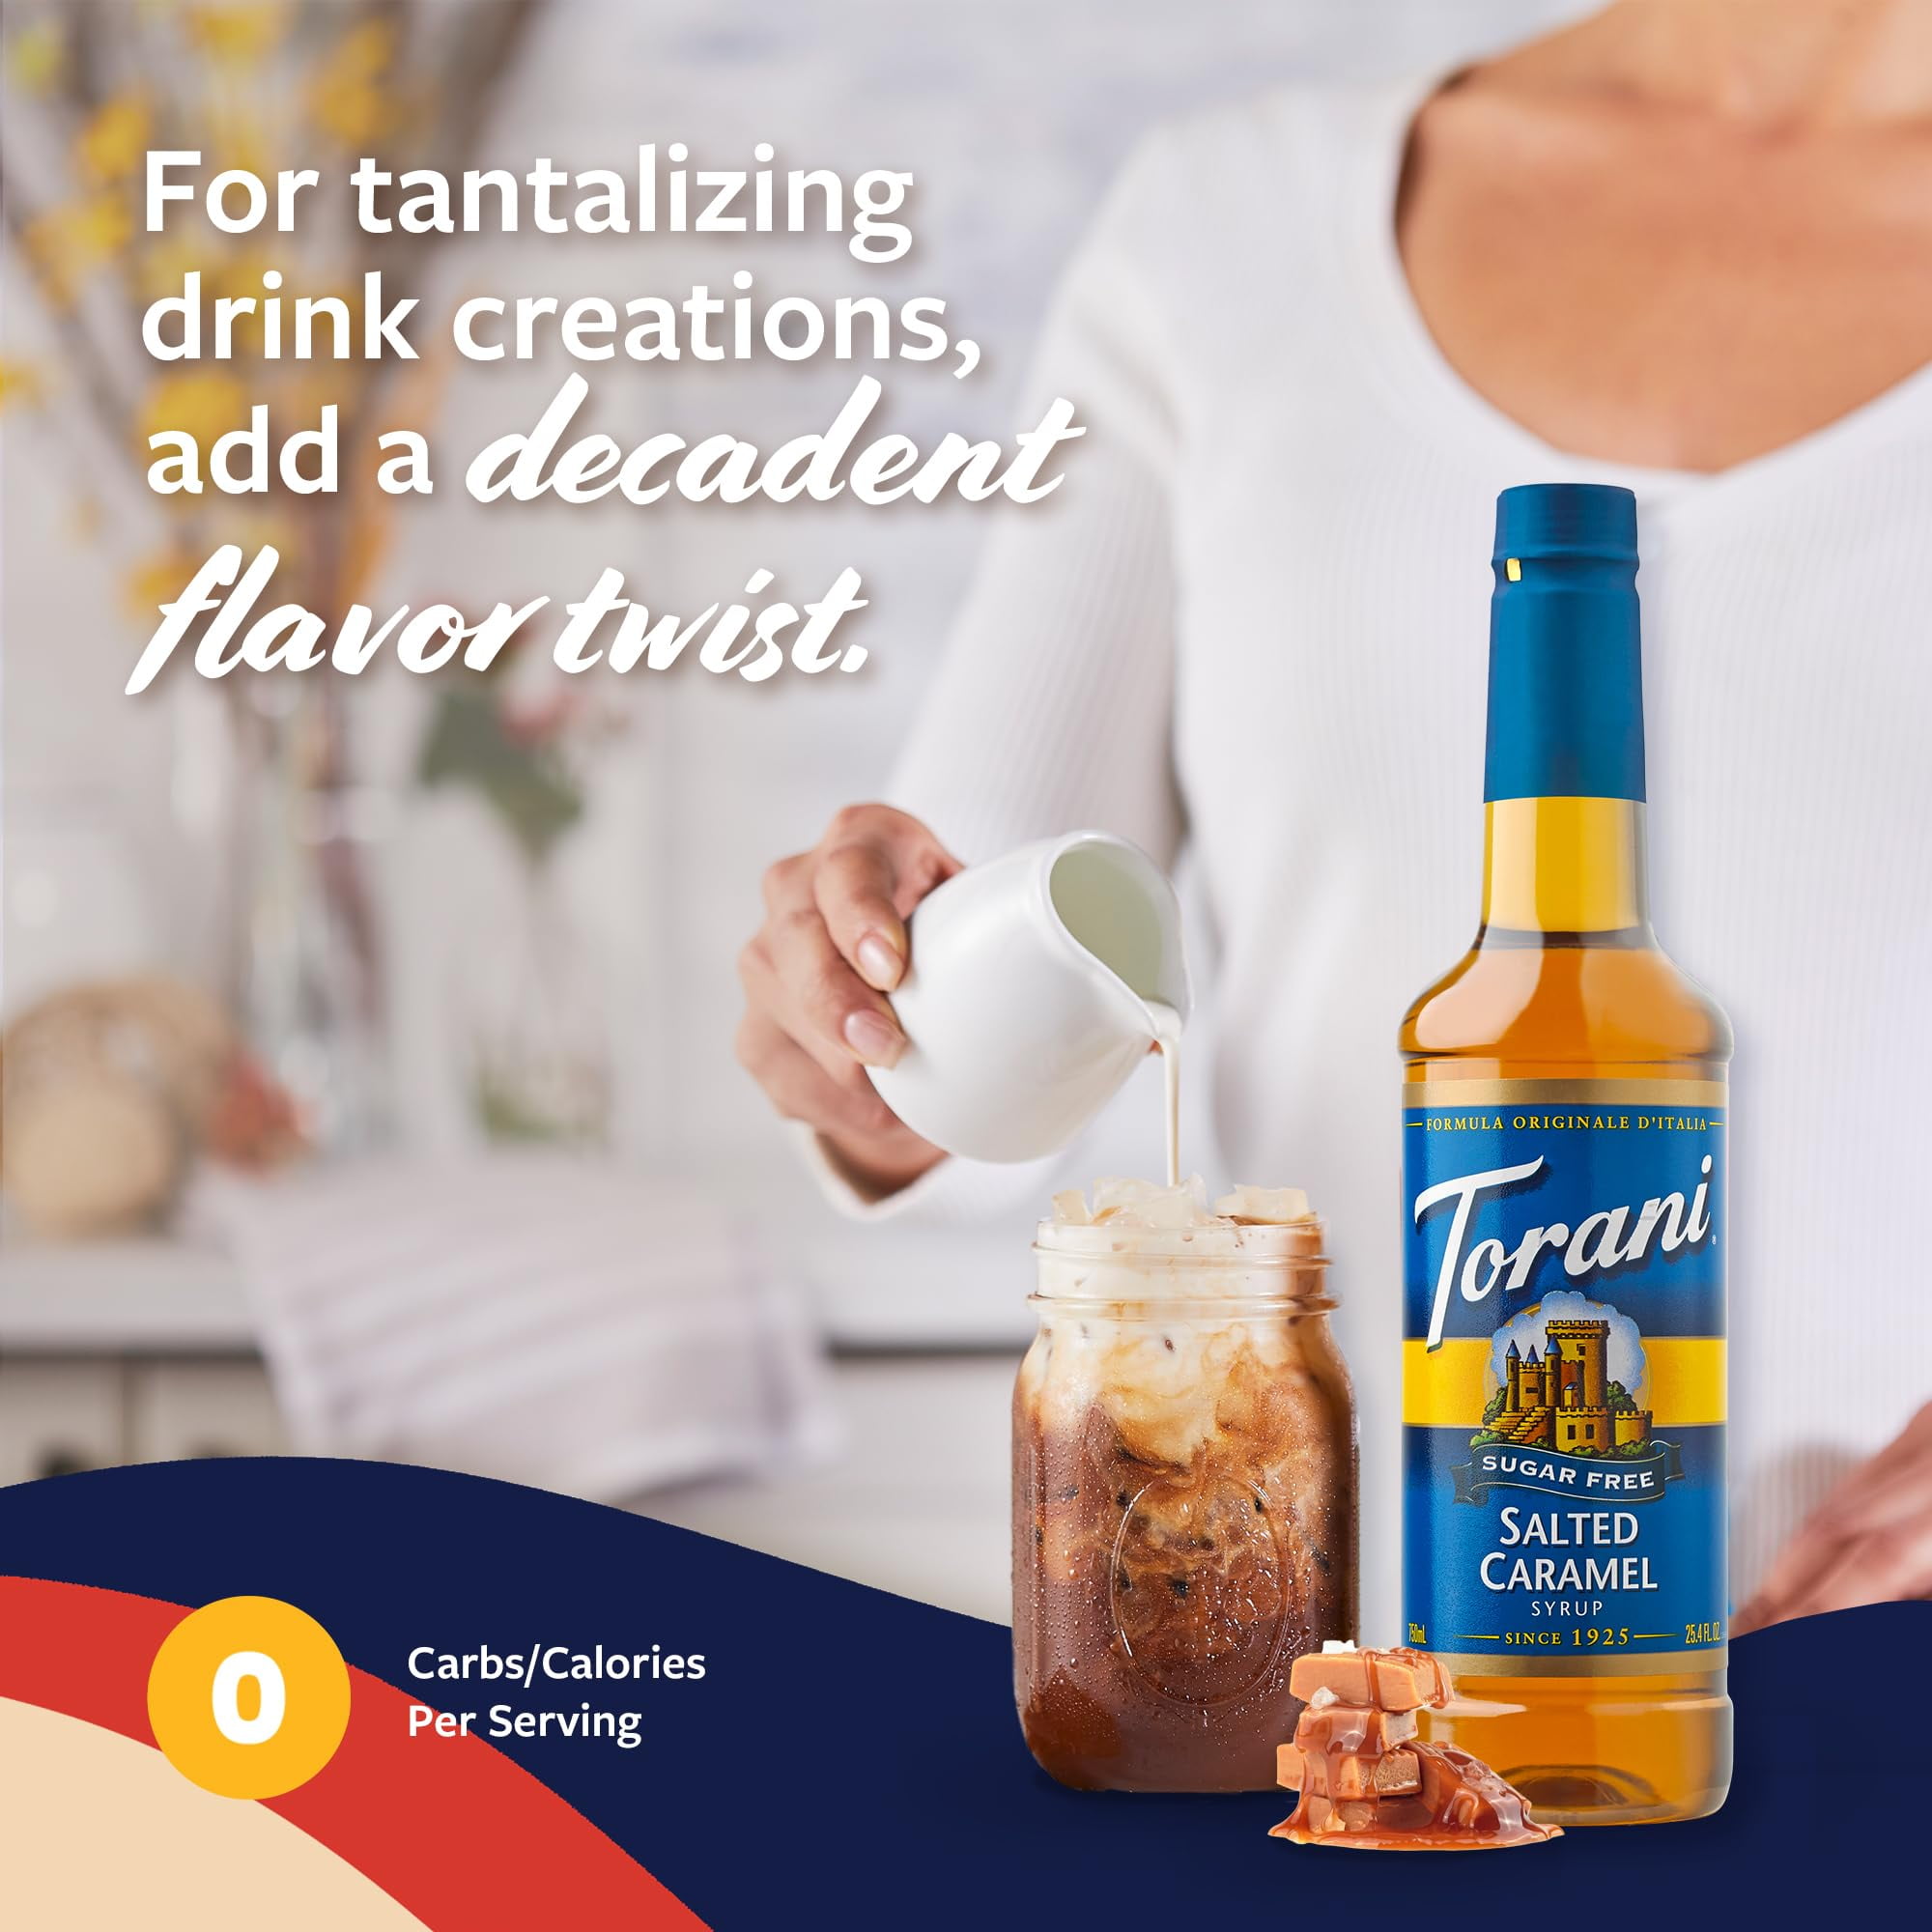 For tantalizing
drink creations,
add a decadent
flavor twist.
FORMULA ORIGINALE D'ITALIA
Torani®
SUGAR FREE
SALTED
CARAMEL
SYRUP
750mL SINCE 1925 25.4 FL. OZ.
0 Carbs/Calories
Per Serving